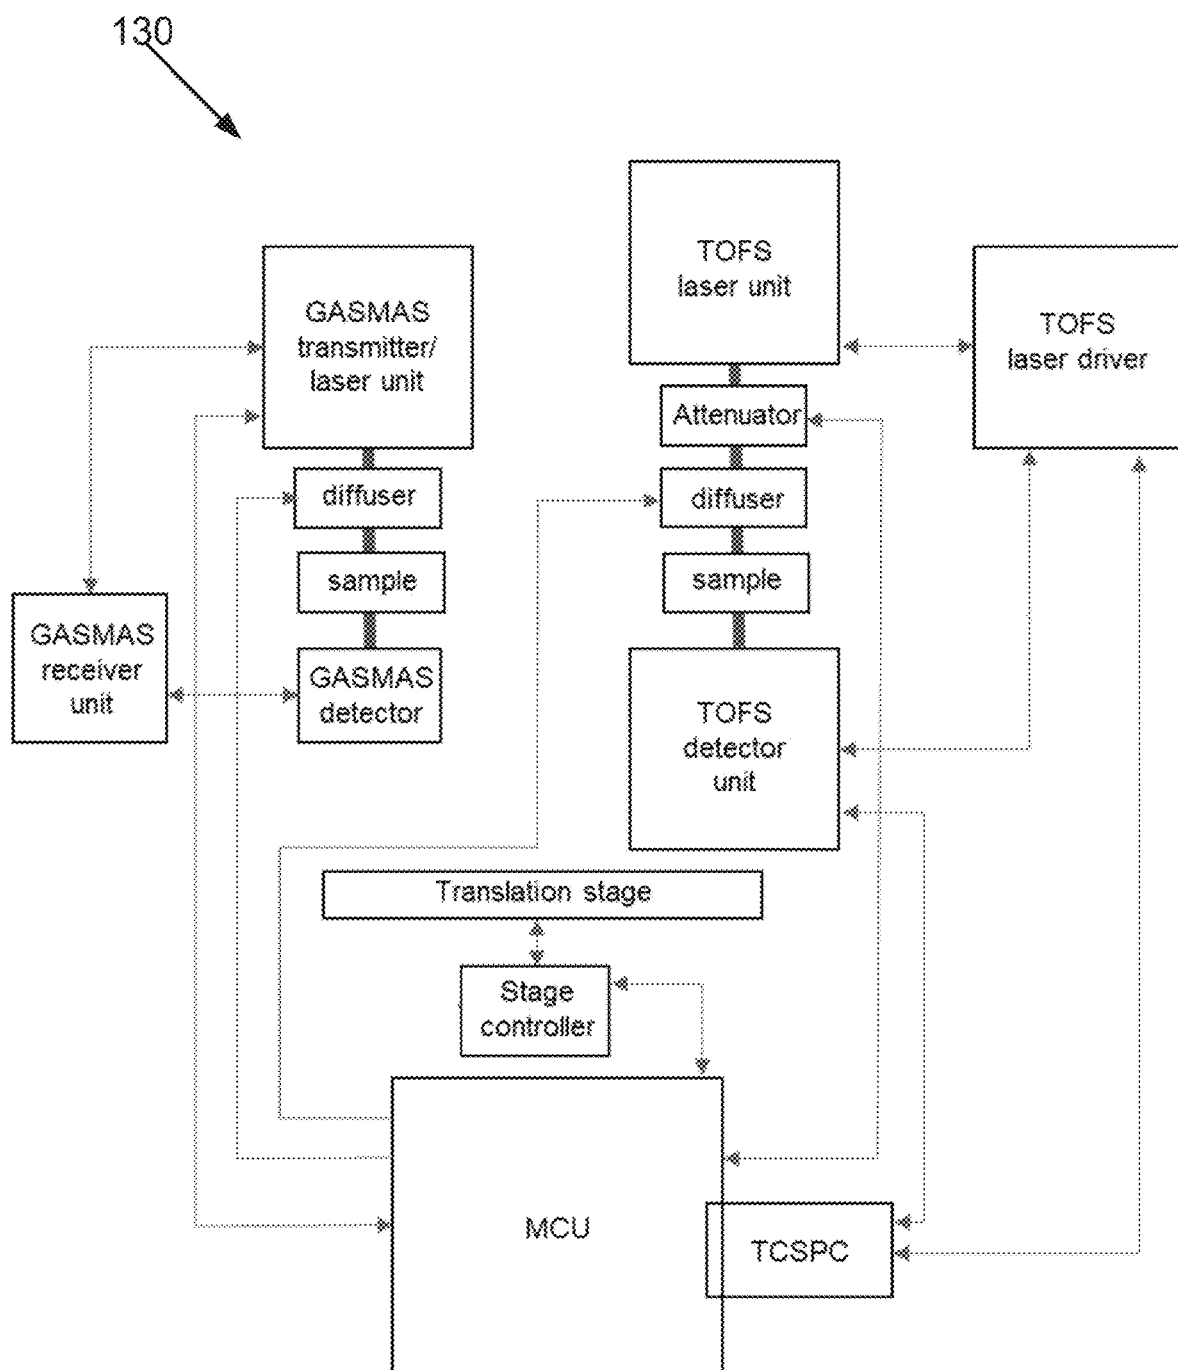 130
TOFS
laser unit
GASMAS
transmitter/
laser unit
TOFS
laser driver
Attenuator
diffuser
diffuser
sample
sample
GASMAS
receiver
unit
GASMAS
detector
TOFS
detector
unit
Translation stage
Stage
controller
MCU
TCSPC